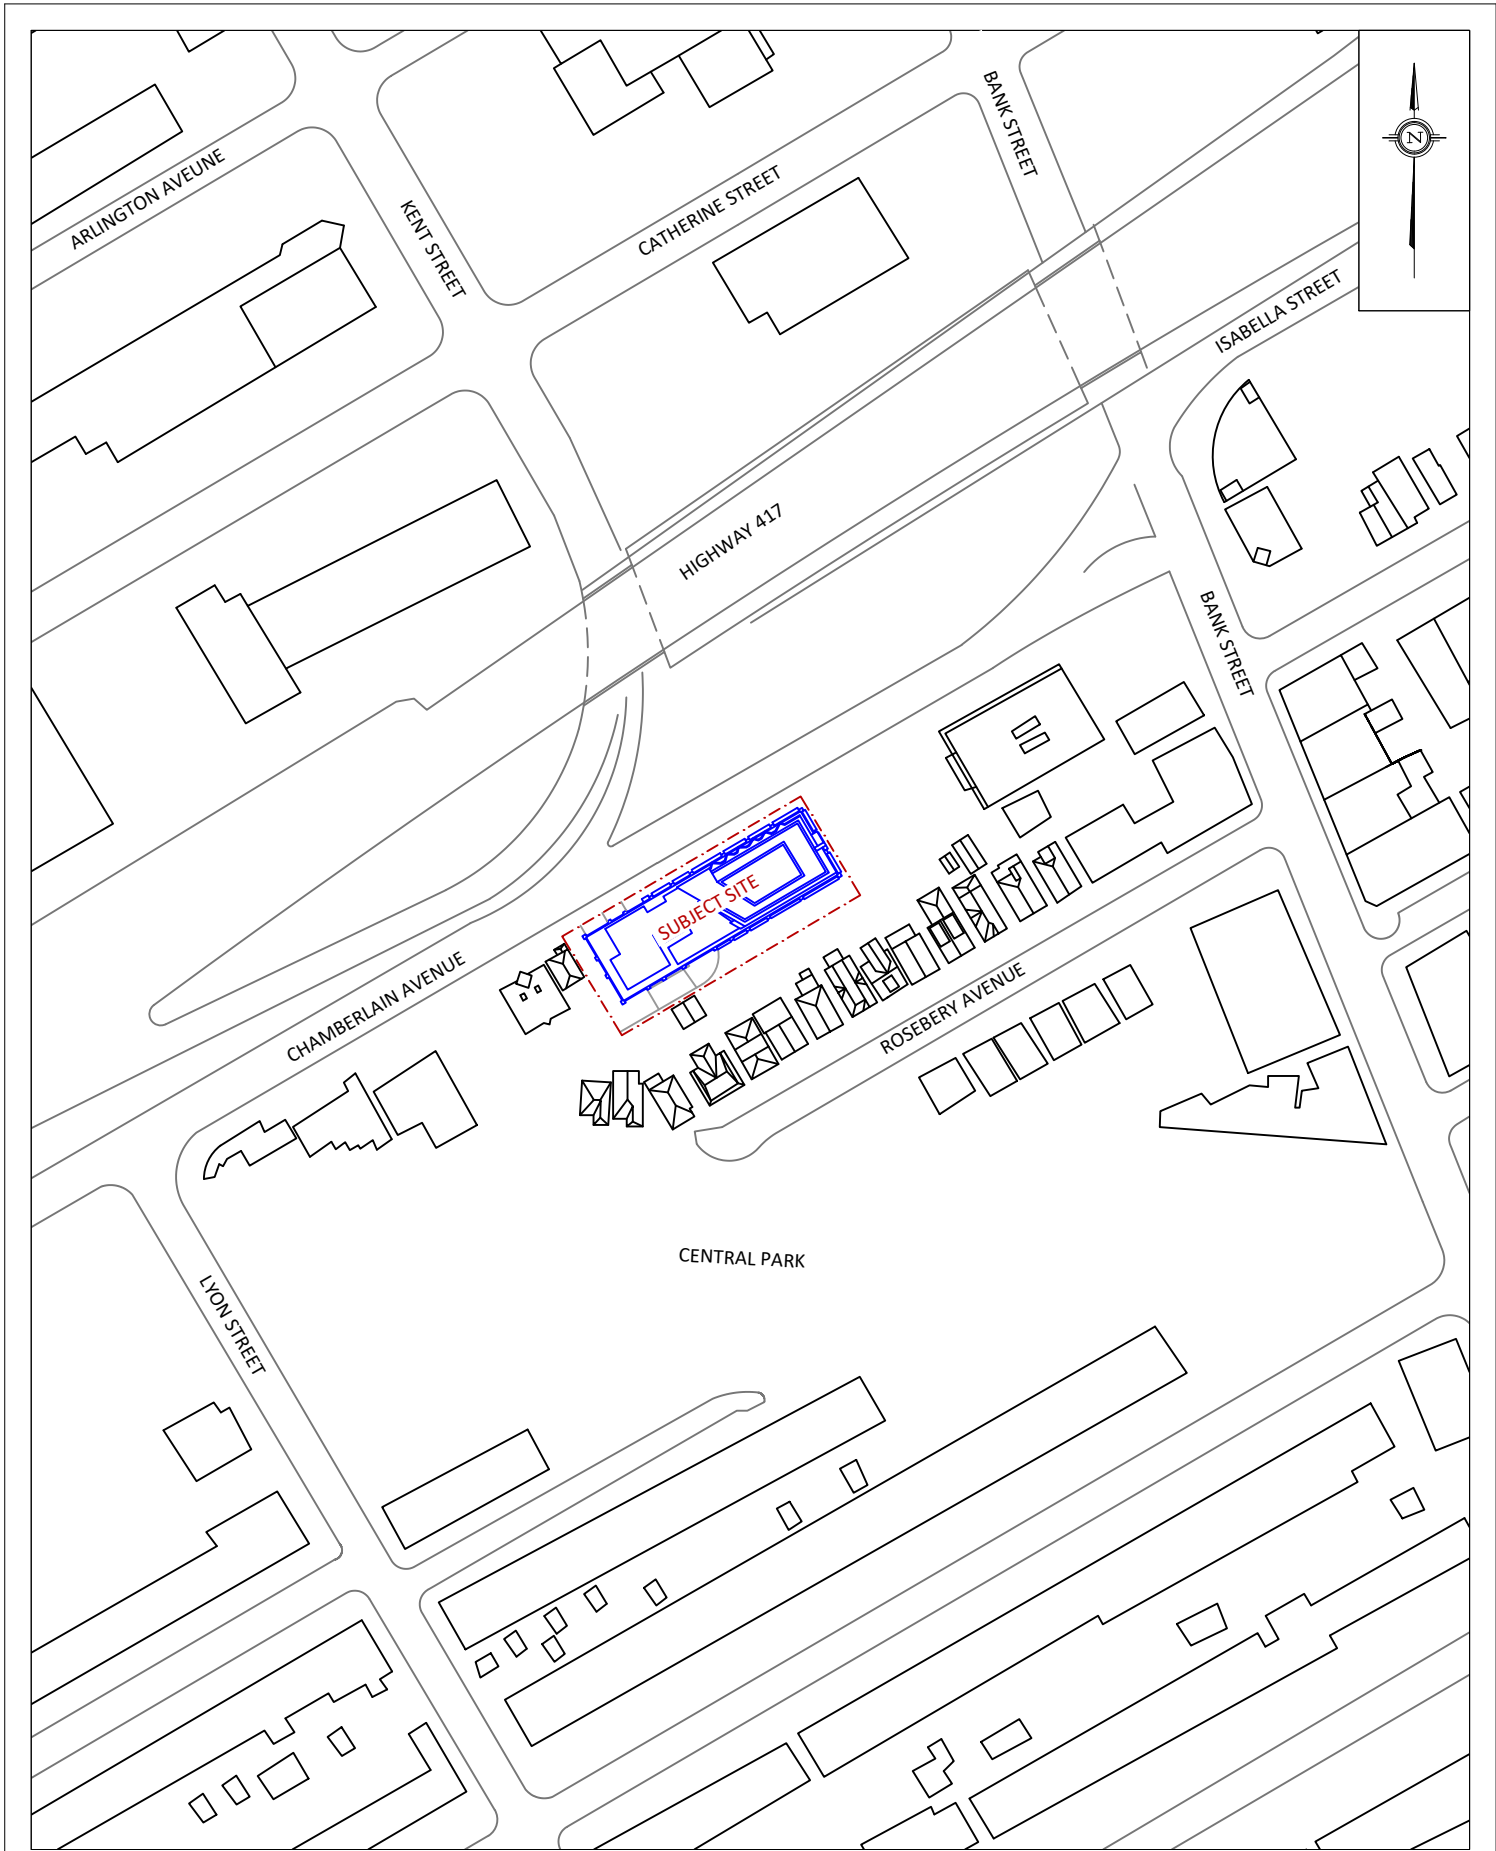 BANK STREET
N
ARLINGTON AVEUNE
CATHERINE STREET
KENT STREET
ISABELLA STREET
HIGHWAY 417
BANK STREET
SUBJECT SITE
CHAMBERLAIN AVENUE
ROSEBERY AVENUE
CENTRAL PARK
LYON STREET